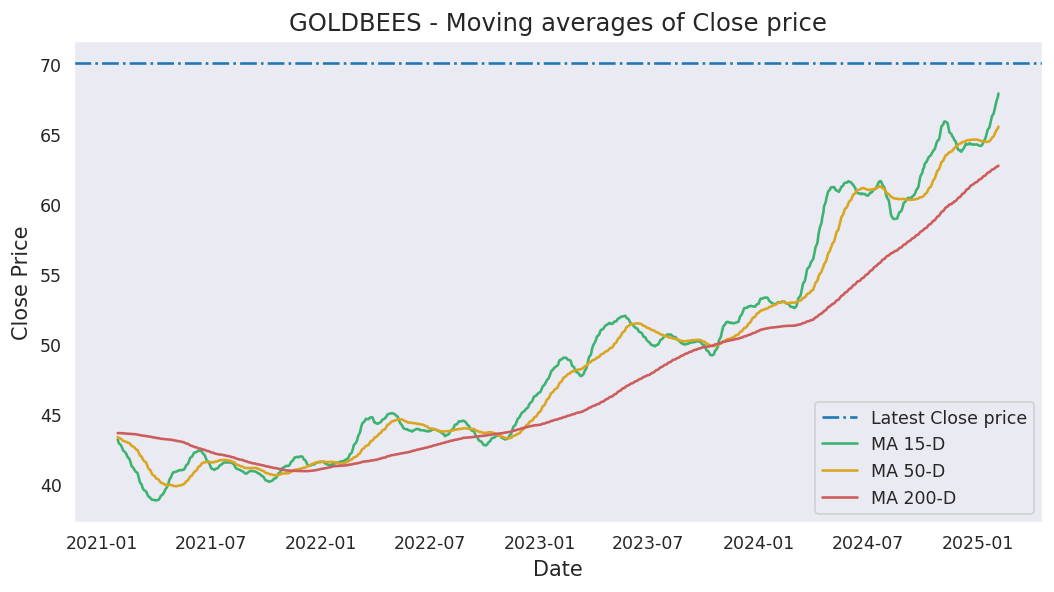 GOLDBEES - Moving averages of Close price
Close Price
70
65
60
55
50
45
40
Latest Close price
MA 15-D
MA 50-D
MA 200-D
2021-01 2021-07 2022-01 2022-07 2023-01 2023-07 2024-01 2024-07 2025-01
Date